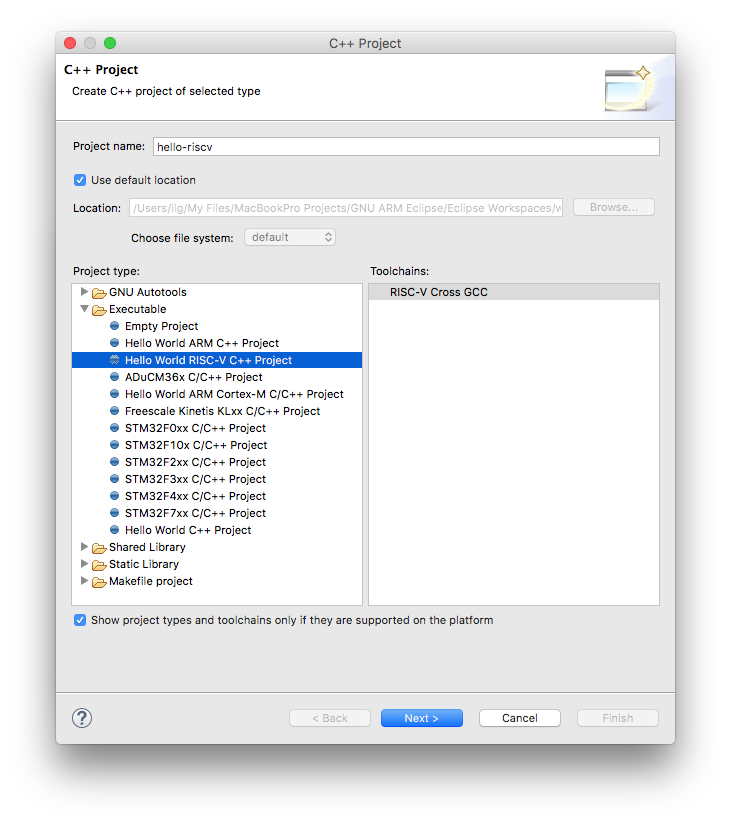 C++ Project
C++ Project
Create C++ project of selected type
Project name: hello-riscv
Use default location
Location: /Users/ilg/My Files/MacBookPro Projects/GNU ARM Eclipse/Eclipse Workspaces/w Browse...
Choose file system: default
Project type: Toolchains:
GNU Autotools RISC-V Cross GCC
Executable
Empty Project
Hello World ARM C++ Project
Hello World RISC-V C++ Project
ADuCM36x C/C++ Project
Hello World ARM Cortex-M C/C++ Project
Freescale Kinetis KLxx C/C++ Project
STM32F0xx C/C++ Project
STM32F10x C/C++ Project
STM32F2xx C/C++ Project
STM32F3xx C/C++ Project
STM32F4xx C/C++ Project
STM32F7xx C/C++ Project
Hello World C++ Project
Shared Library
Static Library
Makefile project
Show project types and toolchains only if they are supported on the platform
? < Back Next > Cancel Finish